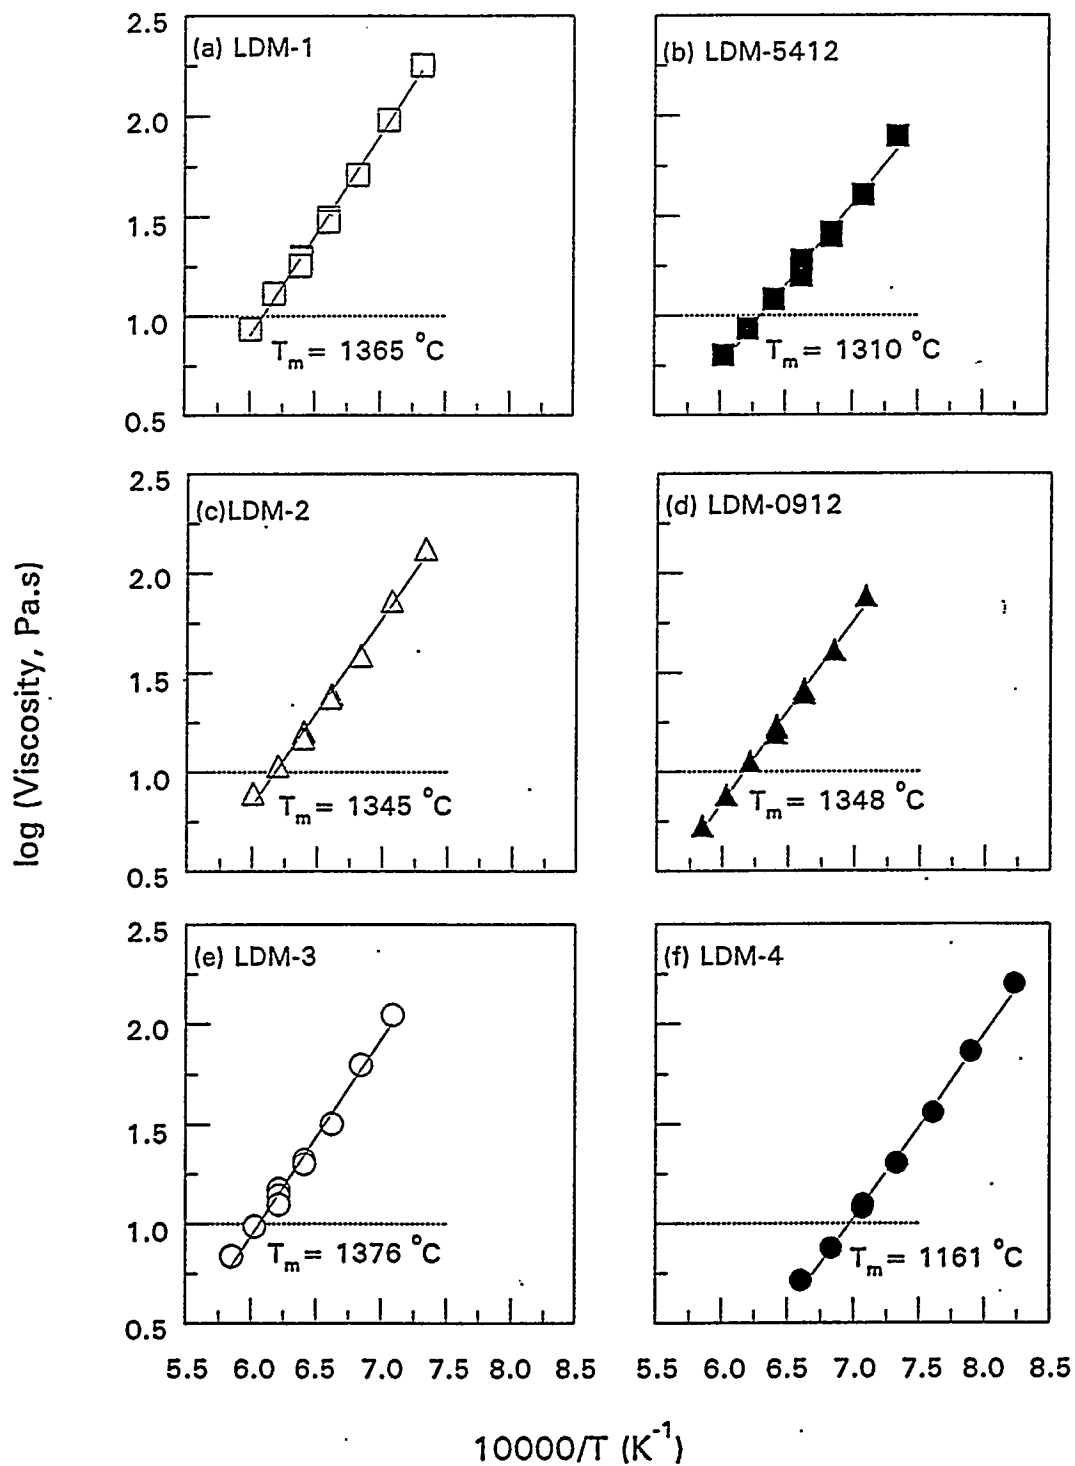 2.5
(a) LDM-1
(b) LDM-5412
2.0
1.5
1.0
Tm= 1365 °C
Tm= 1310 °C
0.5
2.5
(c)LDM-2
(d) LDM-0912
2.0
1.5
1.0
Tm= 1345 °C
Tm= 1348 °C
0.5
log (Viscosity, Pa.s)
2.5
(e) LDM-3
(f) LDM-4
2.0
1.5
1.0
Tm= 1376 °C
Tm= 1161 °C
0.5
5.5 6.0 6.5 7.0 7.5 8.0 8.5
5.5 6.0 7.0 7.0 7.5 8.0 8.5
10000/T (K-1)